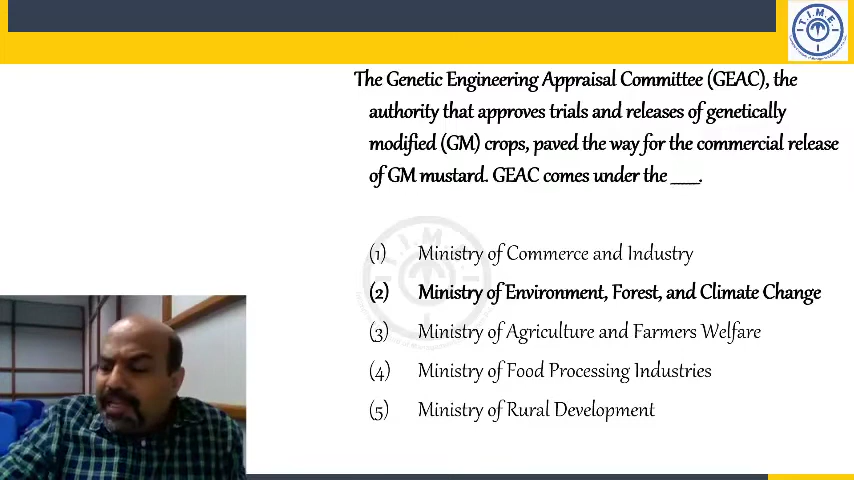 T.I.M.E.
The Genetic Engineering Appraisal Committee (GEAC), the
authority that approves trials and releases of genetically
modified (GM) crops, paved the way for the commercial release
of GM mustard. GEAC comes under the ____.
(1) Ministry of Commerce and Industry
(2) Ministry of Environment, Forest, and Climate Change
(3) Ministry of Agriculture and Farmers Welfare
(4) Ministry of Food Processing Industries
(5) Ministry of Rural Development